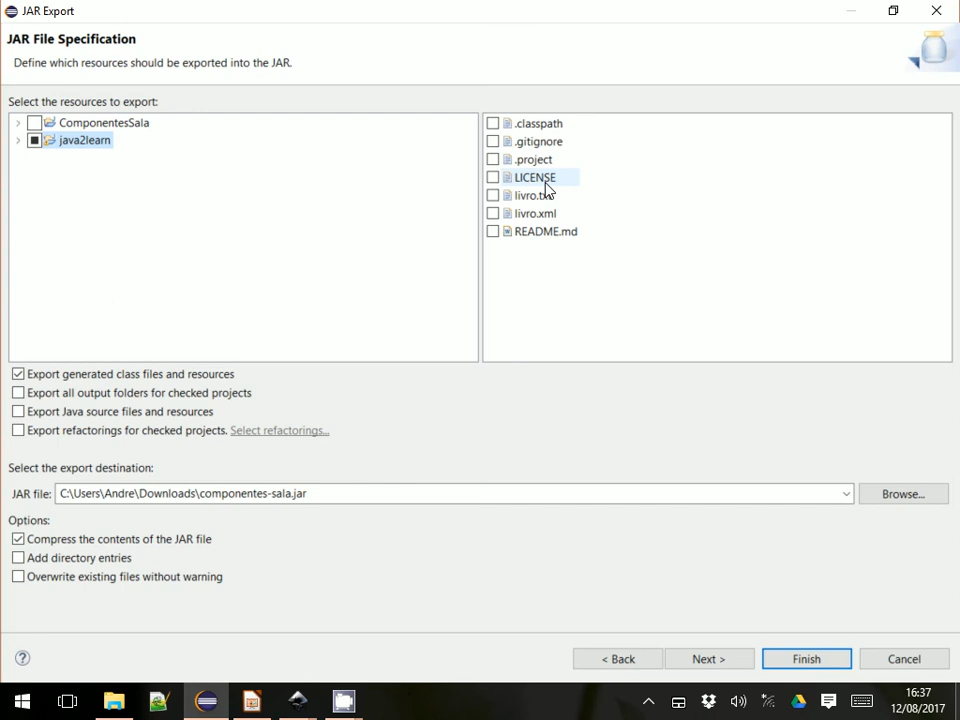 JAR Export
JAR File Specification
Define which resources should be exported into the JAR.
Select the resources to export:
ComponentesSala
java2learn
.classpath
.gitignore
.project
LICENSE
livro.xml
README.md
Export generated class files and resources
Export all output folders for checked projects
Export Java source files and resources
Export refactorings for checked projects. Select refactorings...
Select the export destination:
JAR file: C:\Users\Andre\Downloads\componentes-sala.jar Browse...
Options:
Compress the contents of the JAR file
Add directory entries
Overwrite existing files without warning
? < Back Next > Finish Cancel
16:37
12/08/2017